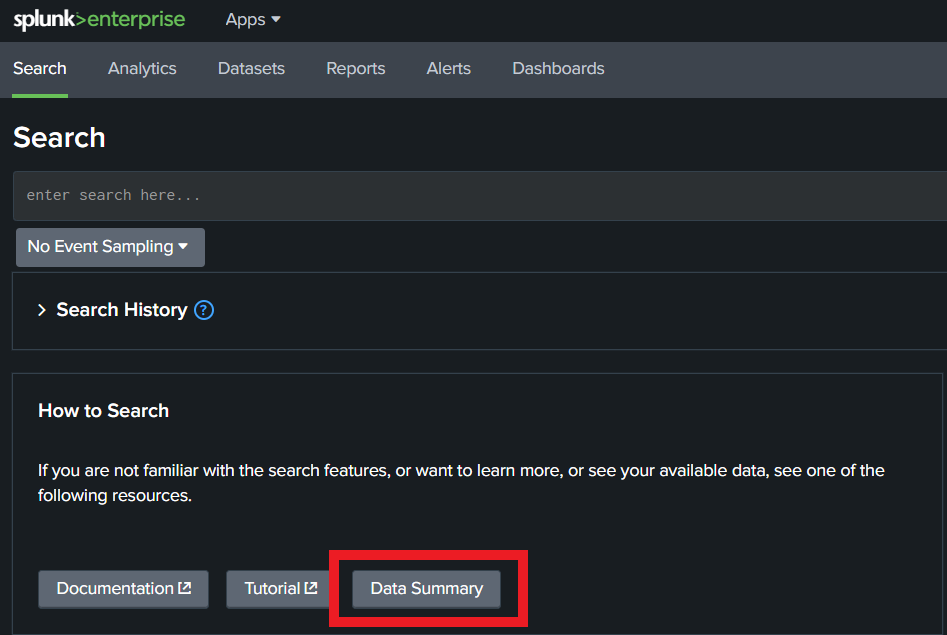 splunk>enterprise Apps
Search Analytics Datasets Reports Alerts Dashboards
Search
enter search here...
No Event Sampling
Search History ?
How to Search
If you are not familiar with the search features, or want to learn more, or see your available data, see one of the
following resources.
Documentation Tutorial Data Summary